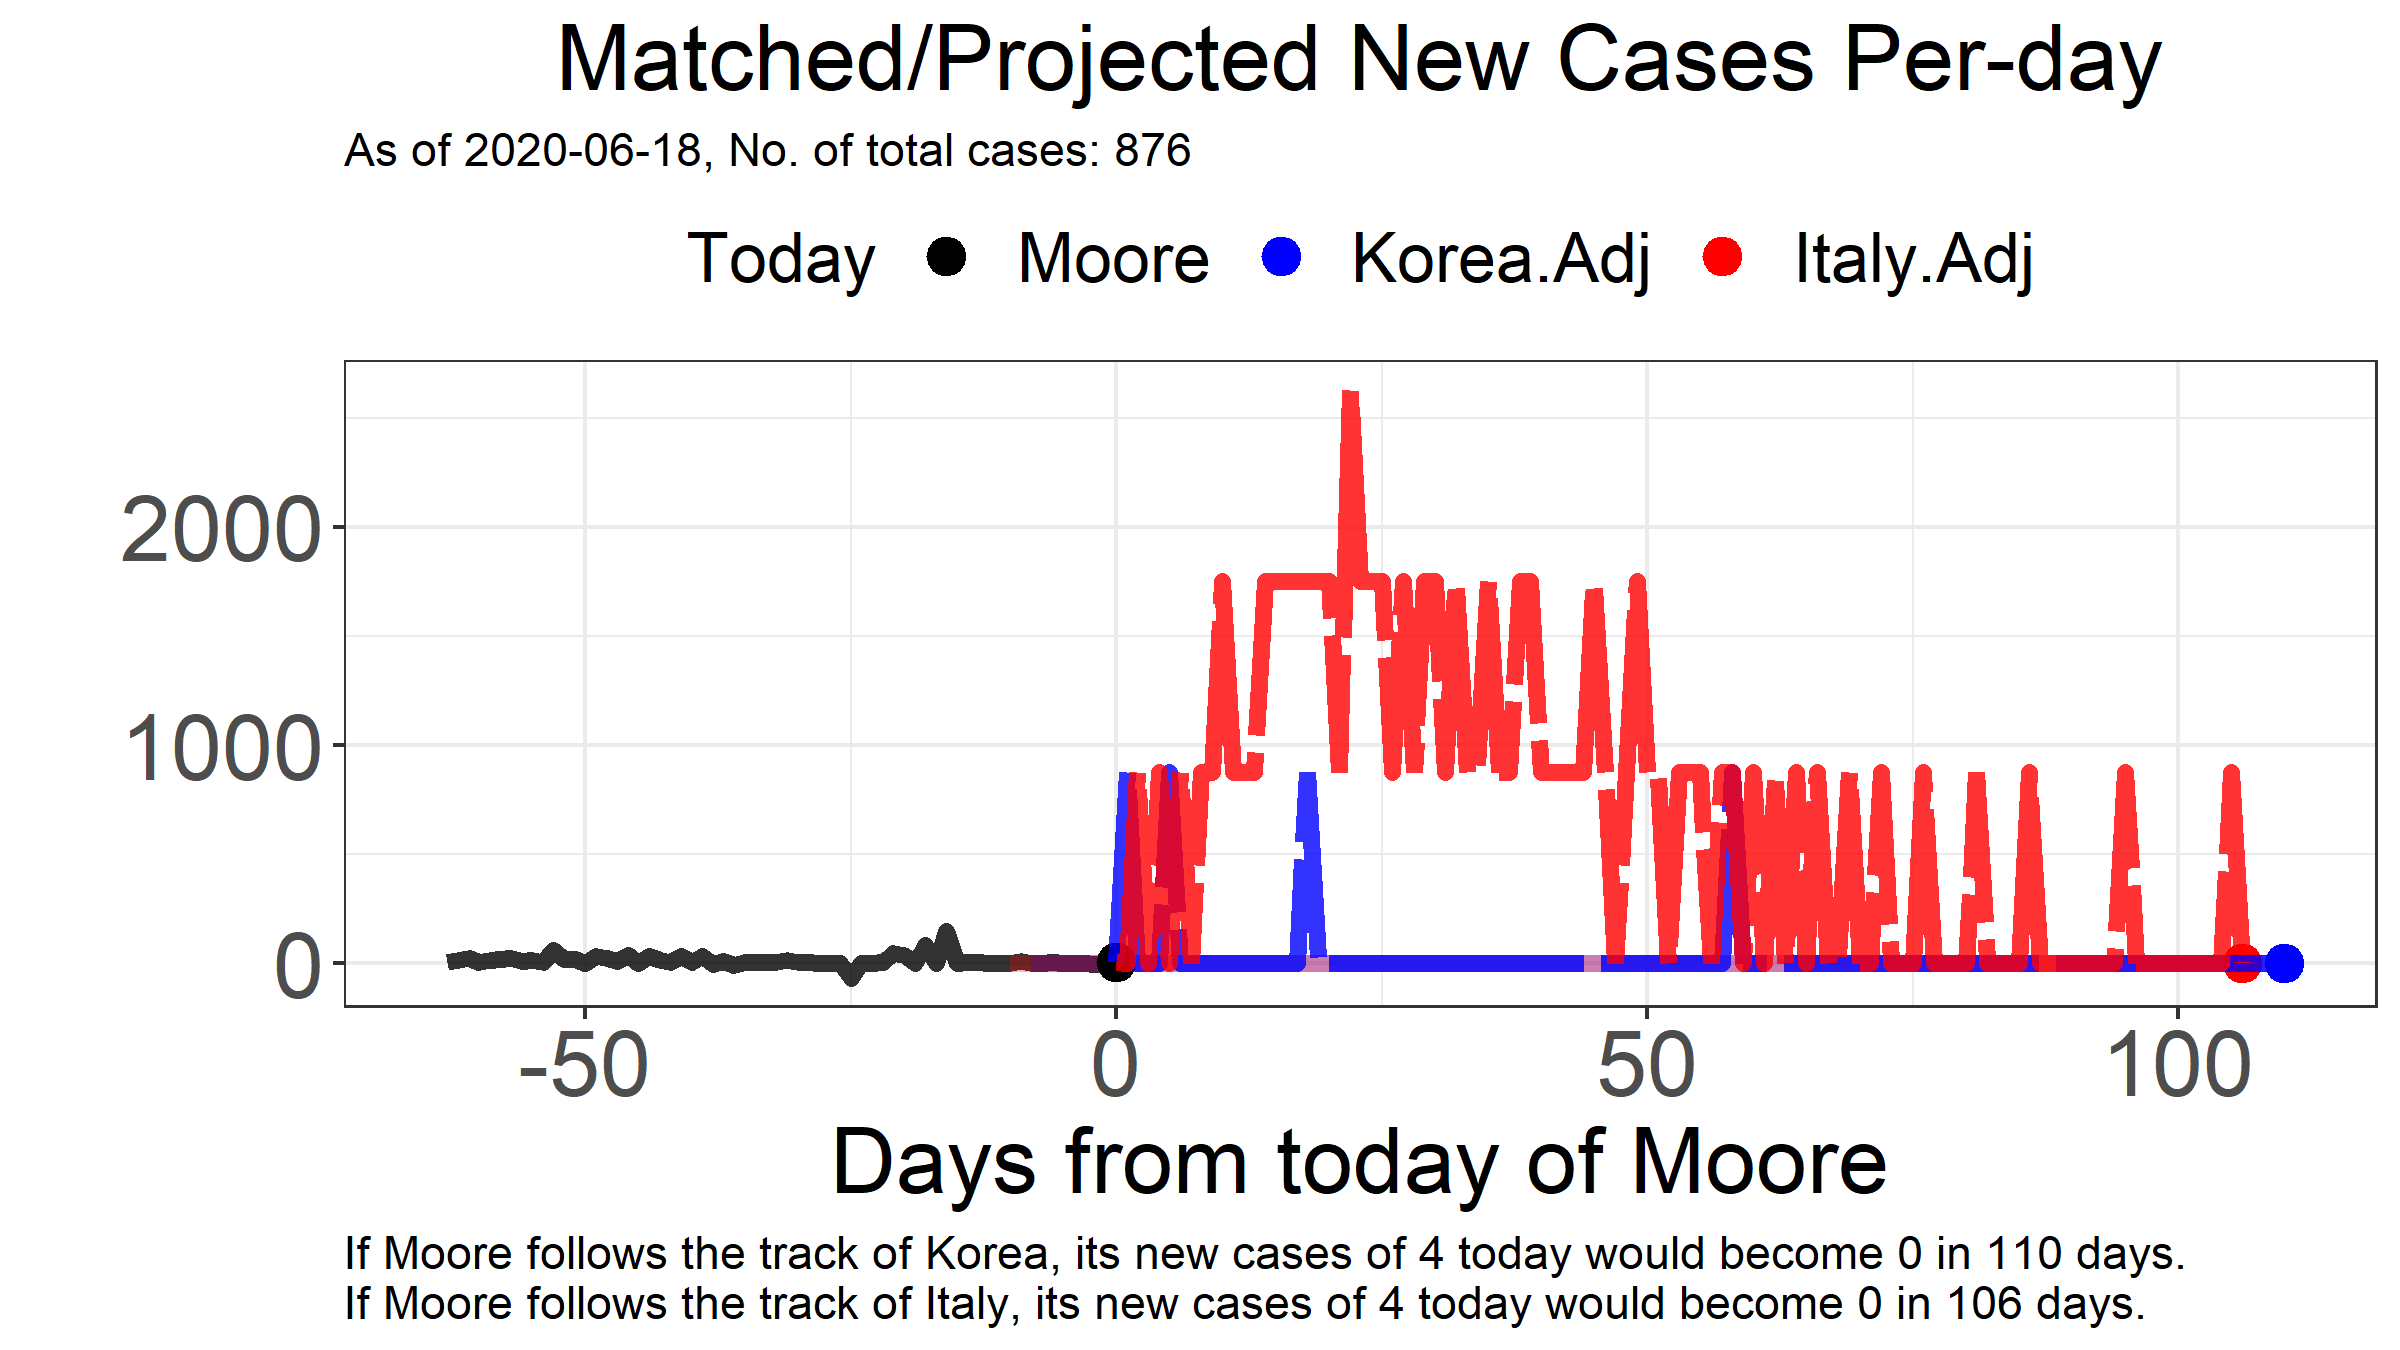 Matched/Projected New Cases Per-day
As of 2020-06-18, No. of total cases: 876
Today Moore Korea.Adj Italy.Adj
2000
1000
0
-50 0 50 100
Days from today of Moore
If Moore follows the track of Korea, its new cases of 4 today would become 0 in 110 days.
If Moore follows the track of Italy, its new cases of 4 today would become 0 in 106 days.